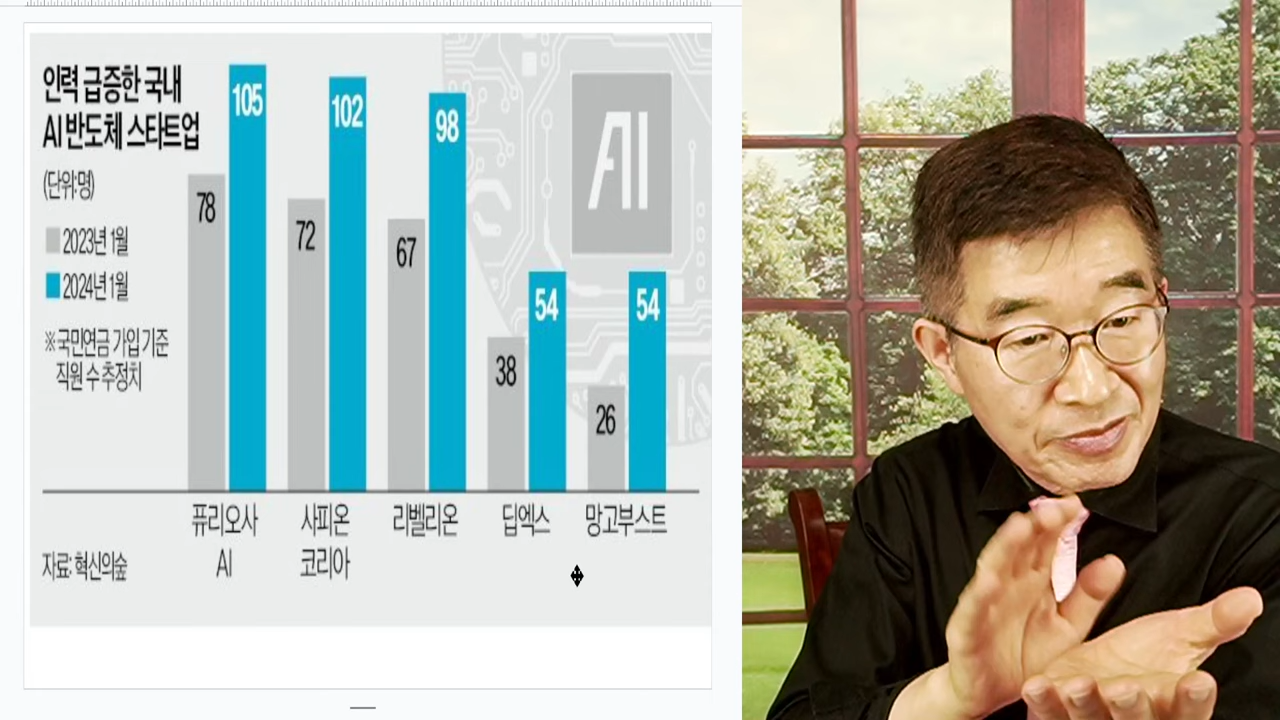 인력 급증한 국내
AI 반도체 스타트업
(단위:명)
2023년 1월
2024년 1월
※국민연금 가입 기준
직원 수 추정치
78
105
72
102
67
98
38
54
26
54
AI
퓨리오사
AI
사피온
코리아
리벨리온
딥엑스
망고부스트
자료: 혁신의숲